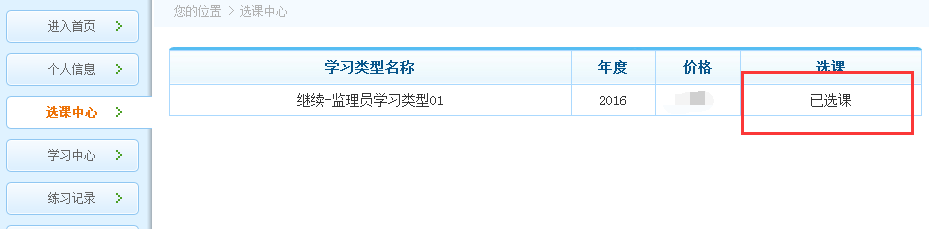 您的位置 > 选课中心
进入首页
个人信息
选课中心
学习中心
练习记录
学习类型名称 年度 价格 选课
继续-监理员学习类型01 2016 已选课